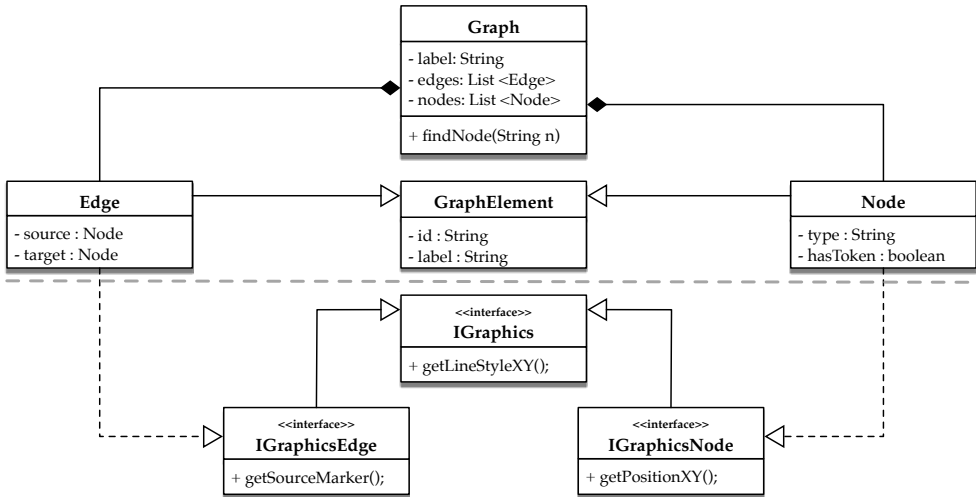 Graph
- label: String
- edges: List <Edge>
- nodes: List <Node>
+ findNode(String n)
Edge
- source : Node
- target : Node
GraphElement
- id : String
- label : String
Node
- type : String
- hasToken : boolean
<<interface>>
IGraphics
+ getLineStyleXY();
<<interface>>
IGraphicsEdge
+ getSourceMarker();
<<interface>>
IGraphicsNode
+ getPositionXY();